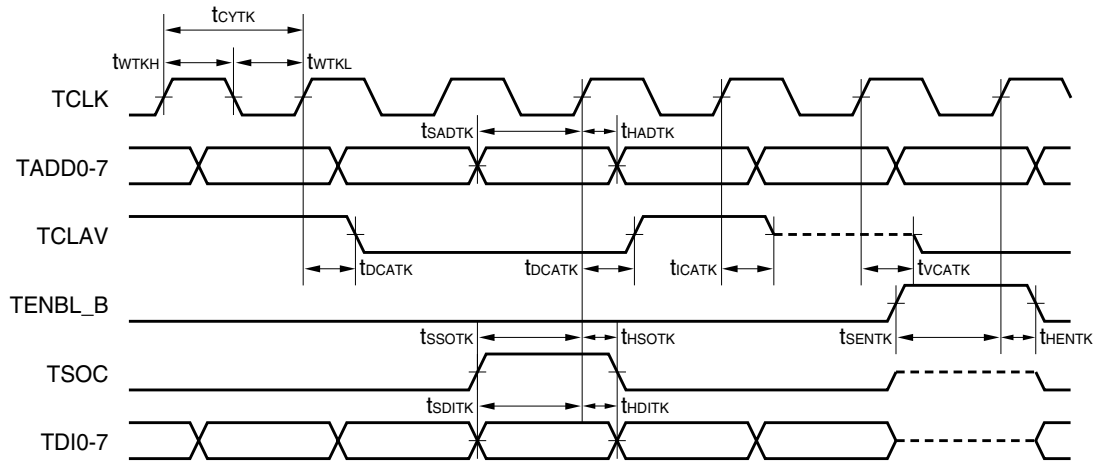 tCYTK
tWTKH
tWTKL
TCLK
tSADTK
tHADTK
TADD0-7
TCLAV
tDCATK
tDCATK
tICATK
tVCATK
TENBL_B
tSSOTK
tHSOTK
tSENTK
tHENTK
TSOC
tSDITK
tHDITK
TDI0-7